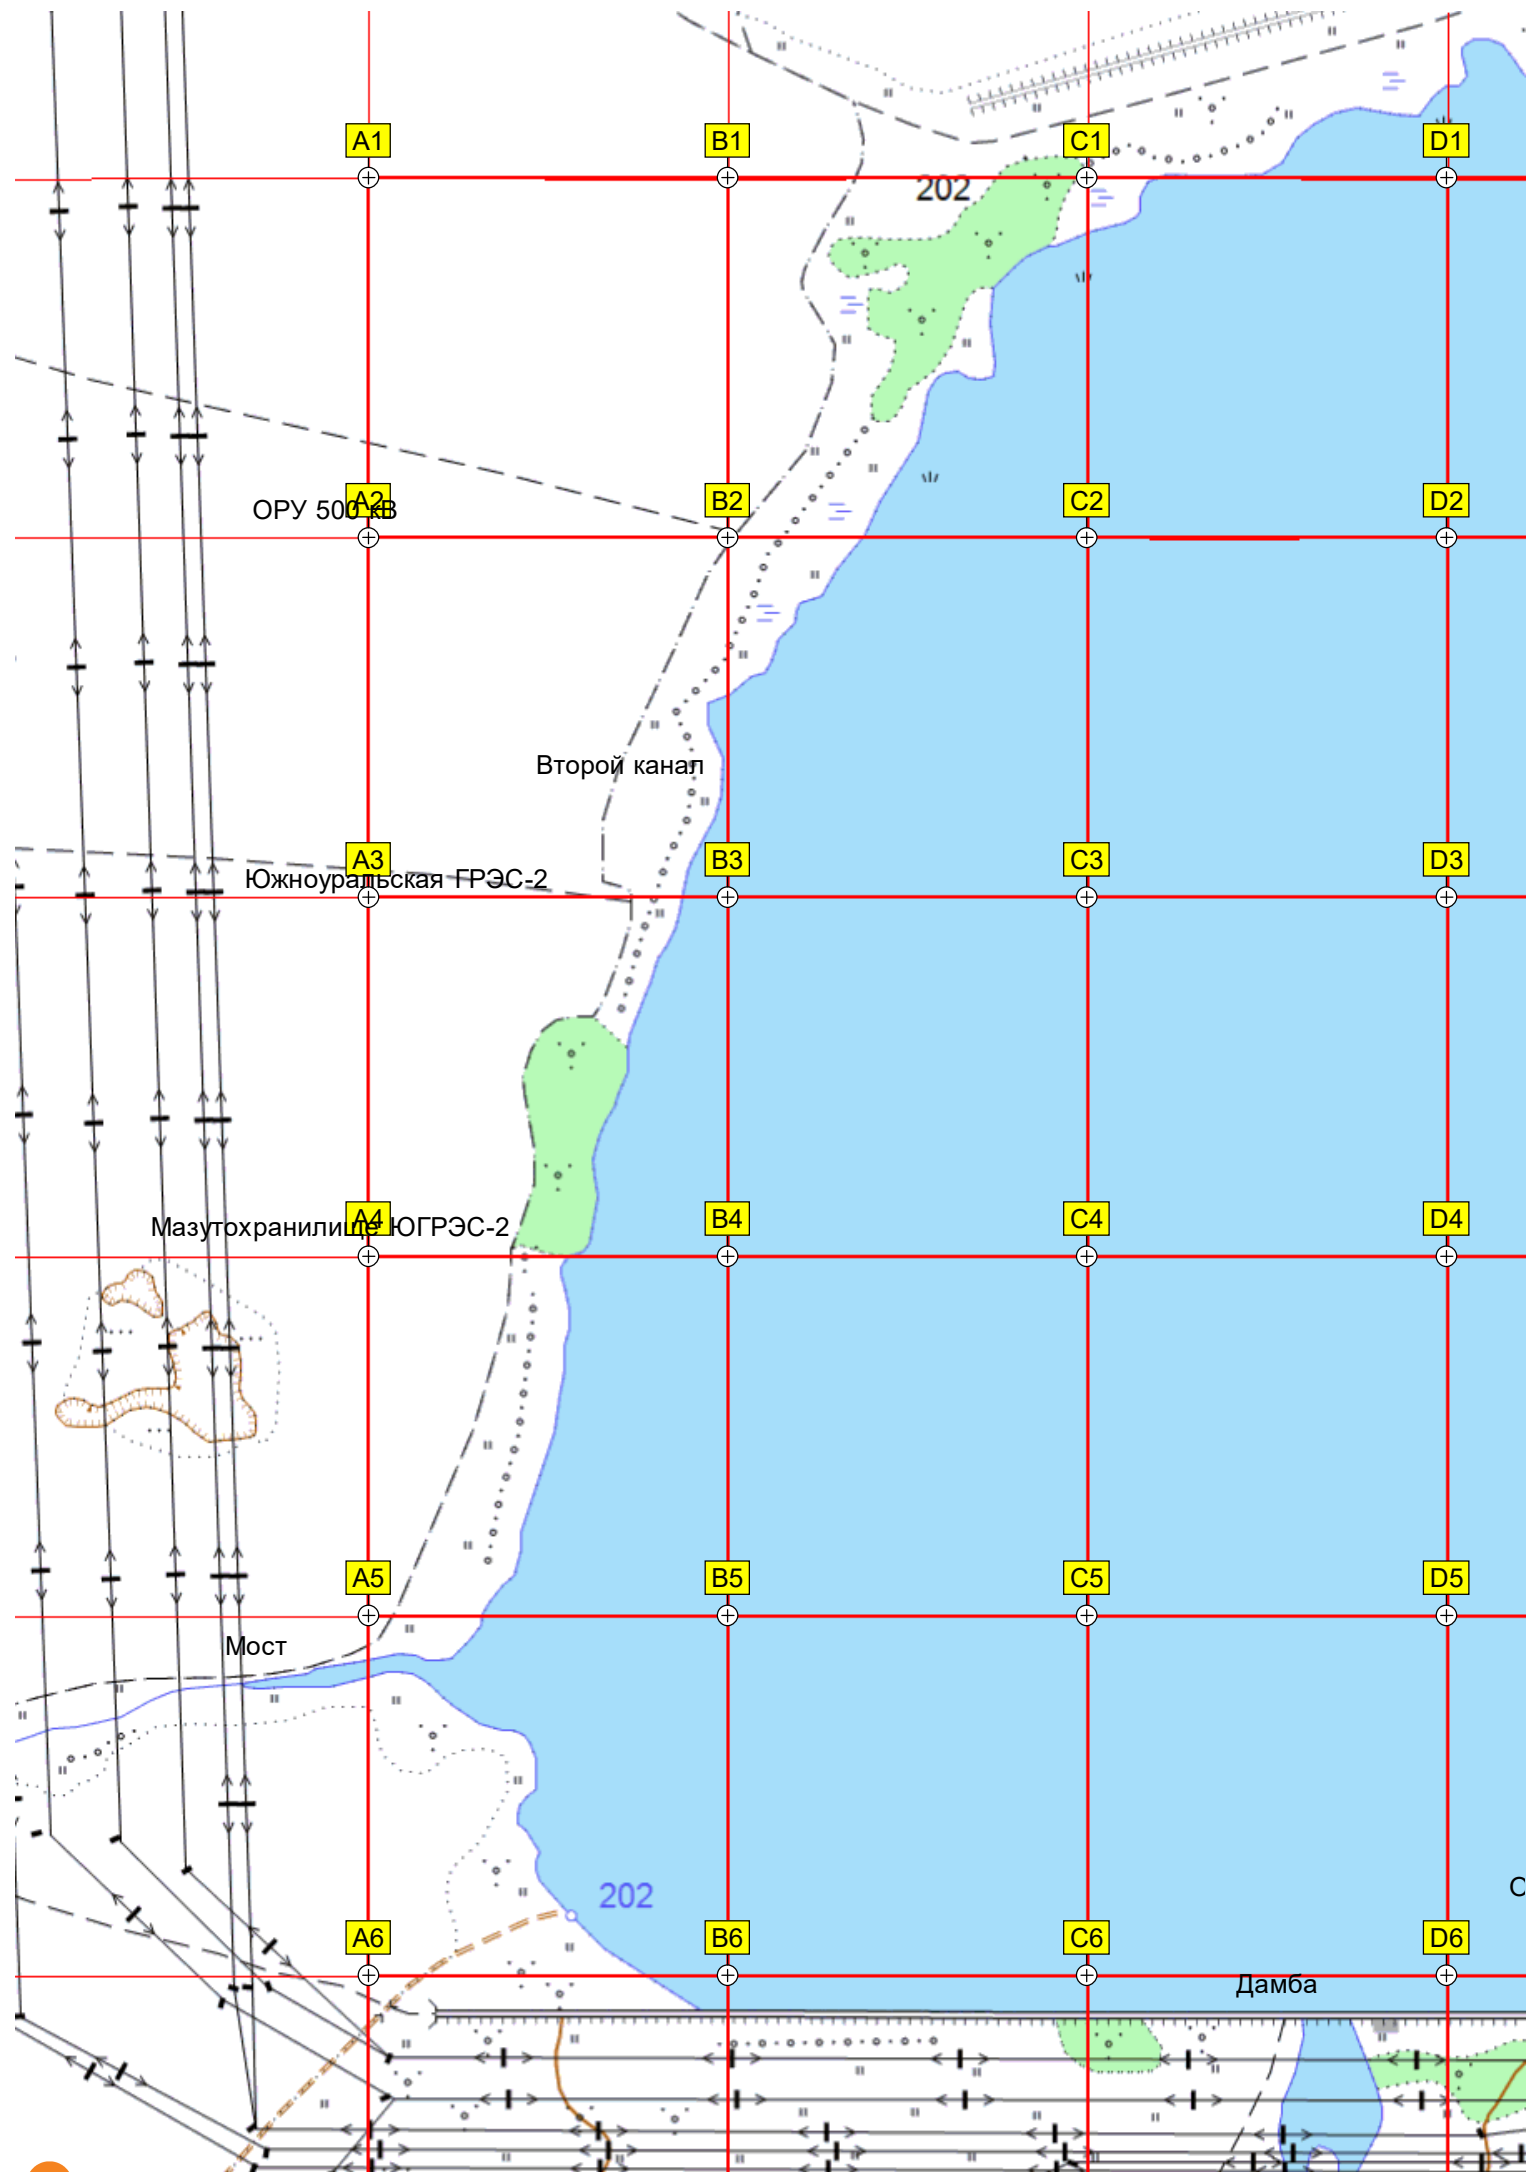 A1
B1
C1
D1
202
ОРУ 500 кВ
A2
B2
C2
D2
Второй канал
A3
B3
C3
D3
Южноуральская ГРЭС-2
A4
B4
C4
D4
Мазутохранилище ЮГРЭС-2
A5
B5
C5
D5
Мост
202
A6
B6
C6
D6
Дамба